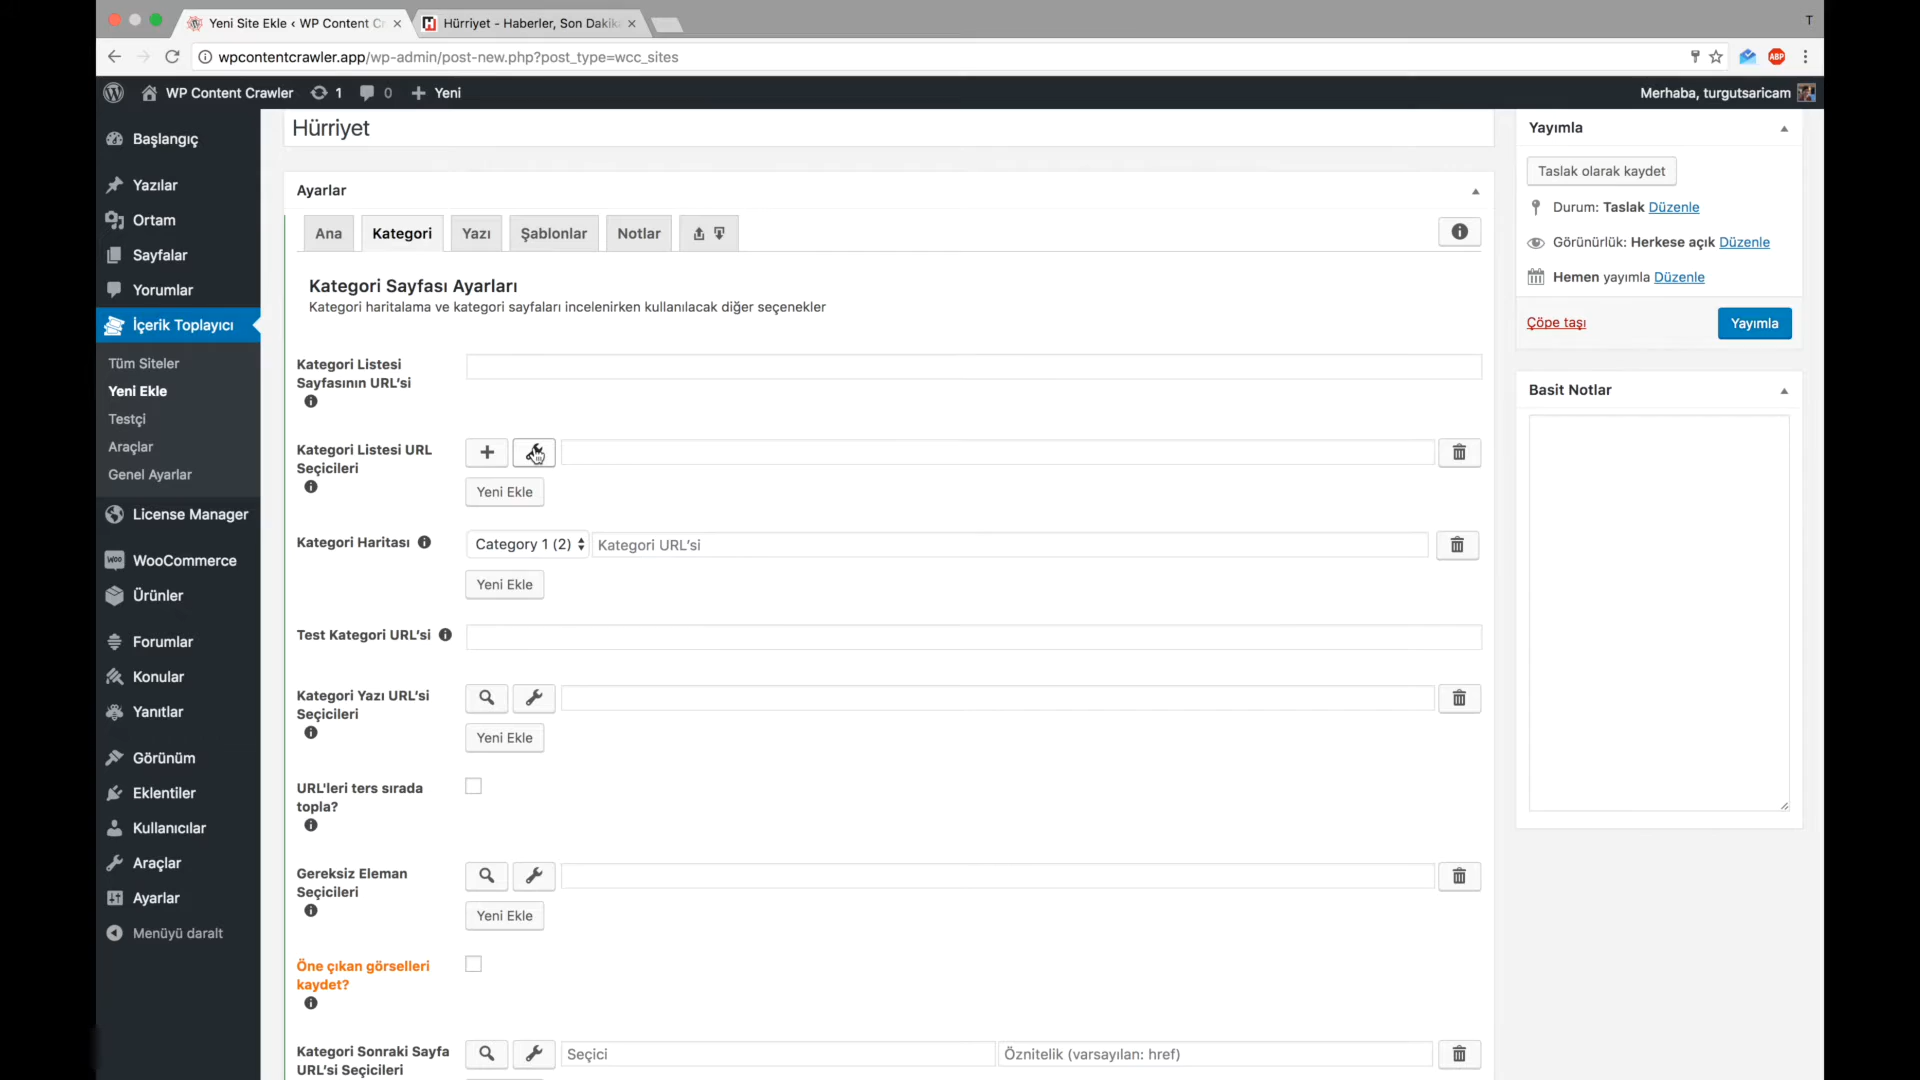 Yeni Site Ekle ‹ WP Content Cr
Hürriyet - Haberler, Son Dakik
T
wpcontentcrawler.app/wp-admin/post-new.php?post_type=wcc_sites
ABP
WP Content Crawler
1
0
Yeni
Merhaba, turgutsaricam
Başlangıç
Yazılar
Ortam
Sayfalar
Yorumlar
İçerik Toplayıcı
Tüm Siteler
Yeni Ekle
Testçi
Araçlar
Genel Ayarlar
License Manager
WooCommerce
Ürünler
Forumlar
Konular
Yanıtlar
Görünüm
Eklentiler
Kullanıcılar
Araçlar
Ayarlar
Menüyü daralt
Hürriyet
Ayarlar
Ana
Kategori
Yazı
Şablonlar
Notlar
Kategori Sayfası Ayarları
Kategori haritalama ve kategori sayfaları incelenirken kullanılacak diğer seçenekler
Kategori Listesi
Sayfasının URL'si
Kategori Listesi URL
Seçicileri
Yeni Ekle
Kategori Haritası
Category 1 (2)
Kategori URL'si
Yeni Ekle
Test Kategori URL'si
Kategori Yazı URL'si
Seçicileri
Yeni Ekle
URL'leri ters sırada
topla?
Gereksiz Eleman
Seçicileri
Yeni Ekle
Öne çıkan görselleri
kaydet?
Kategori Sonraki Sayfa
URL'si Seçicileri
Seçici
Öznitelik (varsayılan: href)
Yayımla
Taslak olarak kaydet
Durum: Taslak Düzenle
Görünürlük: Herkese açık Düzenle
Hemen yayımla Düzenle
Çöpe taşı
Yayımla
Basit Notlar